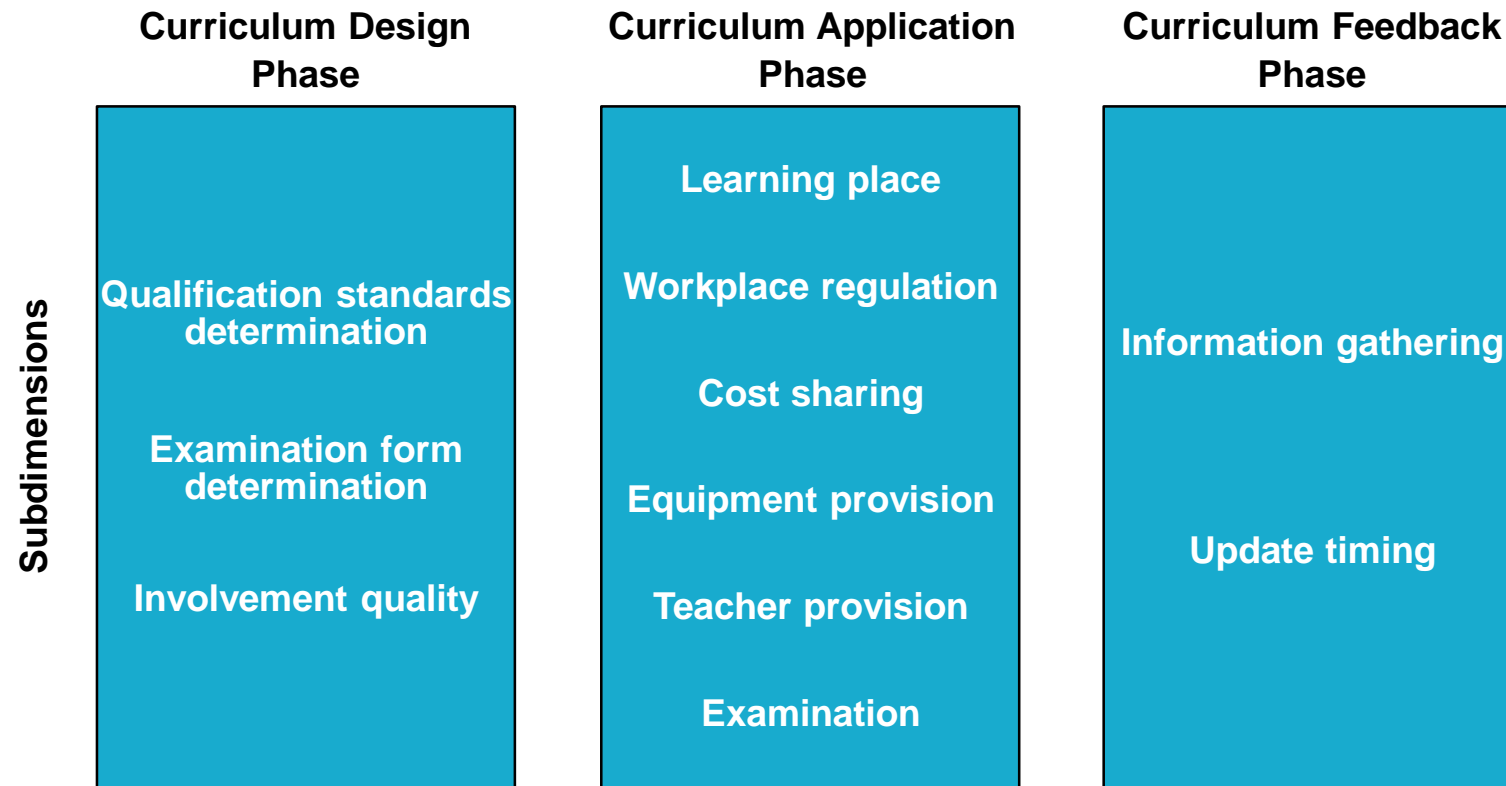 Curriculum Design
Phase
Curriculum Application
Phase
Curriculum Feedback
Phase
Subdimensions
Qualification standards
determination
Examination form
determination
Involvement quality
Learning place
Workplace regulation
Cost sharing
Equipment provision
Teacher provision
Examination
Information gathering
Update timing